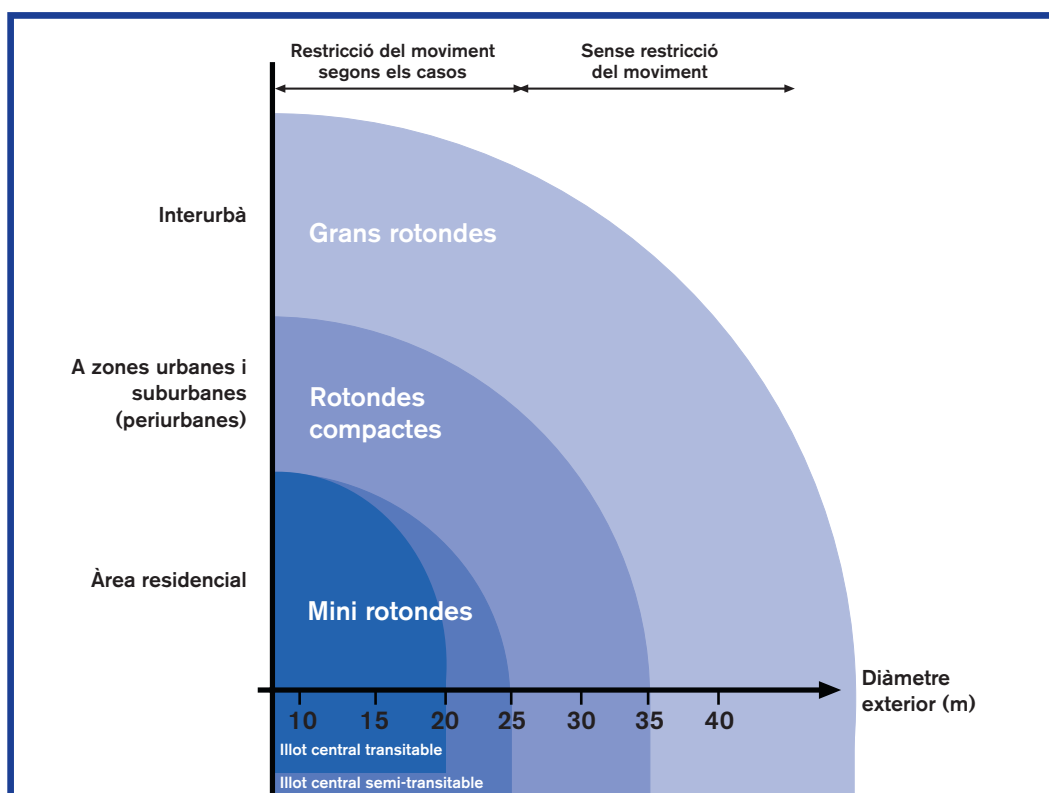 Restricció del moviment
segons els casos
Sense restricció
del moviment
Interurbà
Grans rotondes
A zones urbanes i
suburbanes
(periurbanes)
Rotondes
compactes
Àrea residencial
Mini rotondes
Diàmetre
exterior (m)
10 15 20 25 30 35 40
Illot central transitable
Illot central semi-transitable